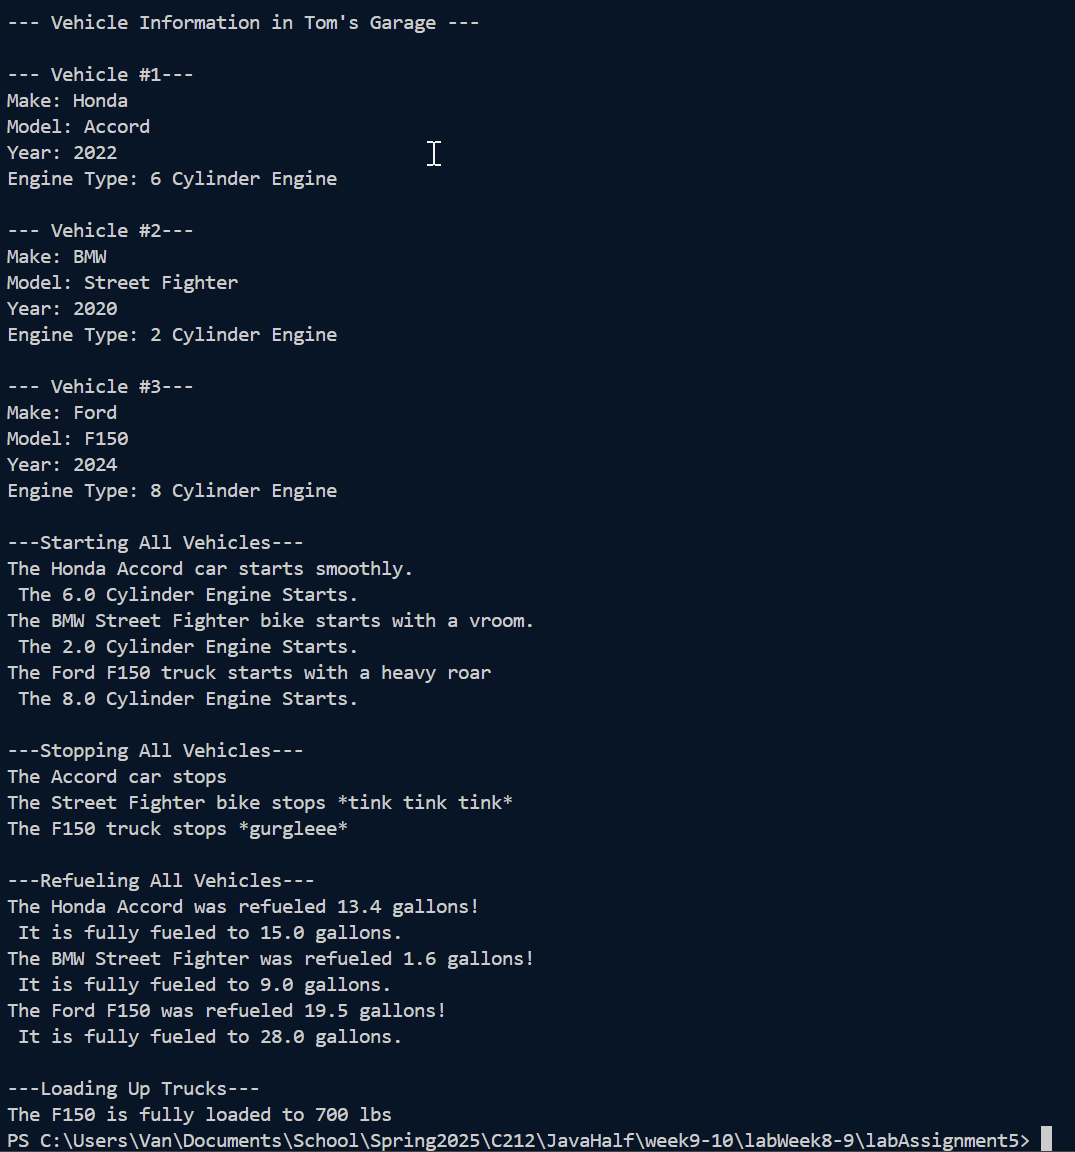 --- Vehicle Information in Tom's Garage ---
--- Vehicle #1---
Make: Honda
Model: Accord
Year: 2022
Engine Type: 6 Cylinder Engine
--- Vehicle #2---
Make: BMW
Model: Street Fighter
Year: 2020
Engine Type: 2 Cylinder Engine
--- Vehicle #3---
Make: Ford
Model: F150
Year: 2024
Engine Type: 8 Cylinder Engine
---Starting All Vehicles---
The Honda Accord car starts smoothly.
 The 6.0 Cylinder Engine Starts.
The BMW Street Fighter bike starts with a vroom.
 The 2.0 Cylinder Engine Starts.
The Ford F150 truck starts with a heavy roar
 The 8.0 Cylinder Engine Starts.
---Stopping All Vehicles---
The Accord car stops
The Street Fighter bike stops *tink tink tink*
The F150 truck stops *gurgleee*
---Refueling All Vehicles---
The Honda Accord was refueled 13.4 gallons!
 It is fully fueled to 15.0 gallons.
The BMW Street Fighter was refueled 1.6 gallons!
 It is fully fueled to 9.0 gallons.
The Ford F150 was refueled 19.5 gallons!
 It is fully fueled to 28.0 gallons.
---Loading Up Trucks---
The F150 is fully loaded to 700 lbs
PS C:\Users\Van\Documents\School\Spring2025\C212\JavaHalf\week9-10\labWeek8-9\labAssignment5>